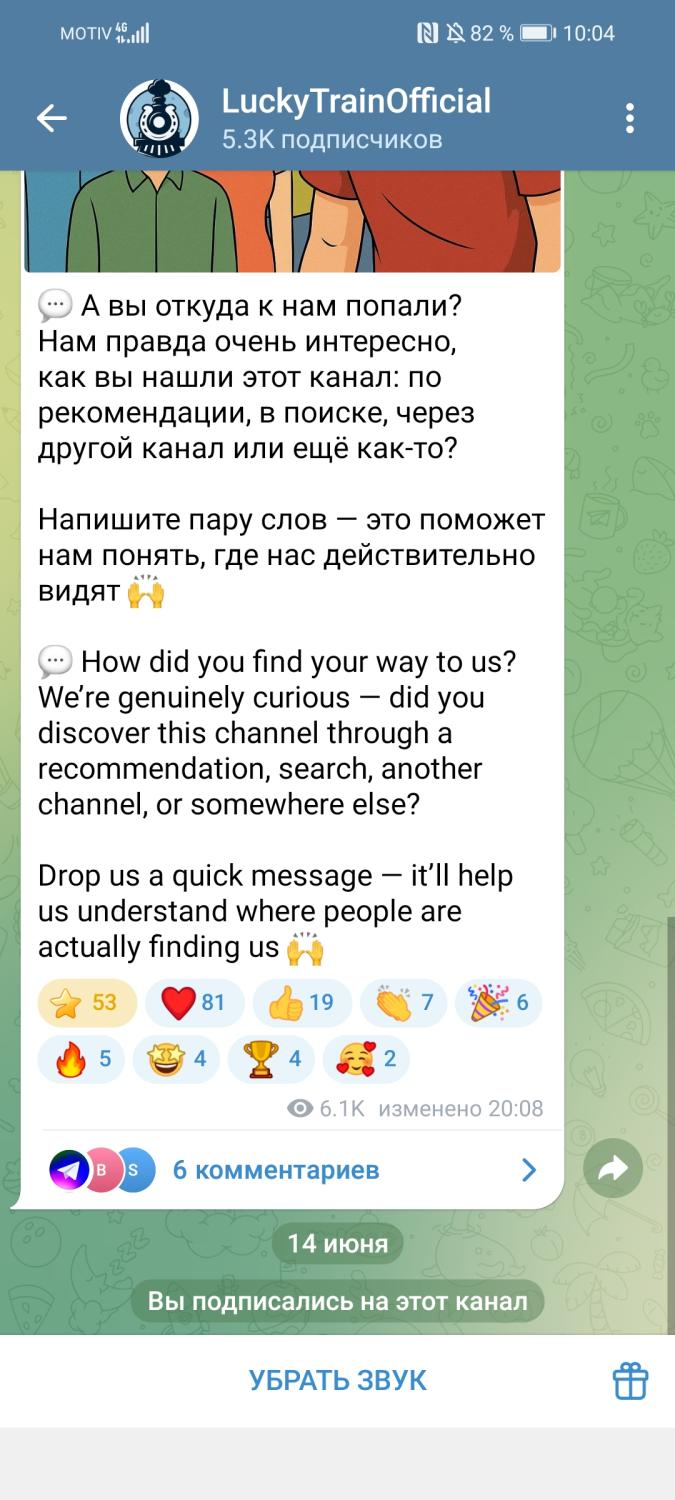 MOTIV 4G 82 % 10:04
LuckyTrainOfficial
5.3K подписчиков
💬 А вы откуда к нам попали?
Нам правда очень интересно,
как вы нашли этот канал: по
рекомендации, в поиске, через
другой канал или ещё как-то?
Напишите пару слов — это поможет
нам понять, где нас действительно
видят 🙌
💬 How did you find your way to us?
We’re genuinely curious — did you
discover this channel through a
recommendation, search, another
channel, or somewhere else?
Drop us a quick message — it’ll help
us understand where people are
actually finding us 🙌
⭐ 53 ❤️ 81 👍 19 👏 7 🎉 6
🔥 5 🤩 4 🏆 4 🥰 2
6.1K изменено 20:08
B S 6 комментариев
14 июня
Вы подписались на этот канал
УБРАТЬ ЗВУК